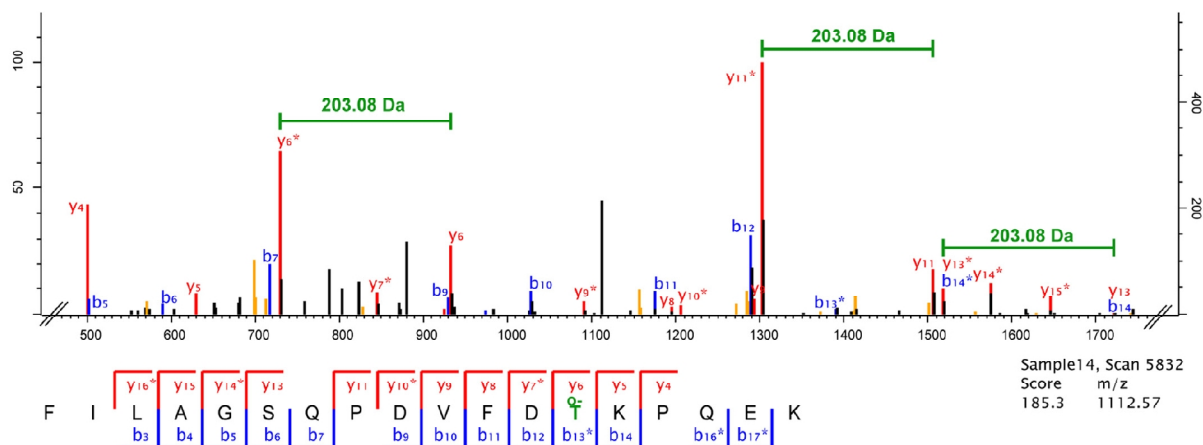 203.08 Da
100
y₁₁*
203.08 Da
400
y₆*
50
y₄
b₁₂
200
203.08 Da
y₆
b₇
y₁₁ y₁₃* y₁₄*
b₁₄*
b₅ b₆ y₅ y₇* b₉ b₁₀ y₉* b₁₁ y₈ y₁₀* b₁₃* y₁₅* y₁₃
b₁₄
500 600 700 800 900 1000 1100 1200 1300 1400 1500 1600 1700
Sample14, Scan 5832
Score m/z
185.3 1112.57
y₁₆* y₁₅ y₁₄* y₁₃ y₁₁ y₁₀* y₉ y₈ y₇* y₆ y₅ y₄
F I L A G S Q P D V F D T K P Q E K
b₃ b₄ b₅ b₆ b₇ b₉ b₁₀ b₁₁ b₁₂ b₁₃* b₁₄ b₁₆* b₁₇*